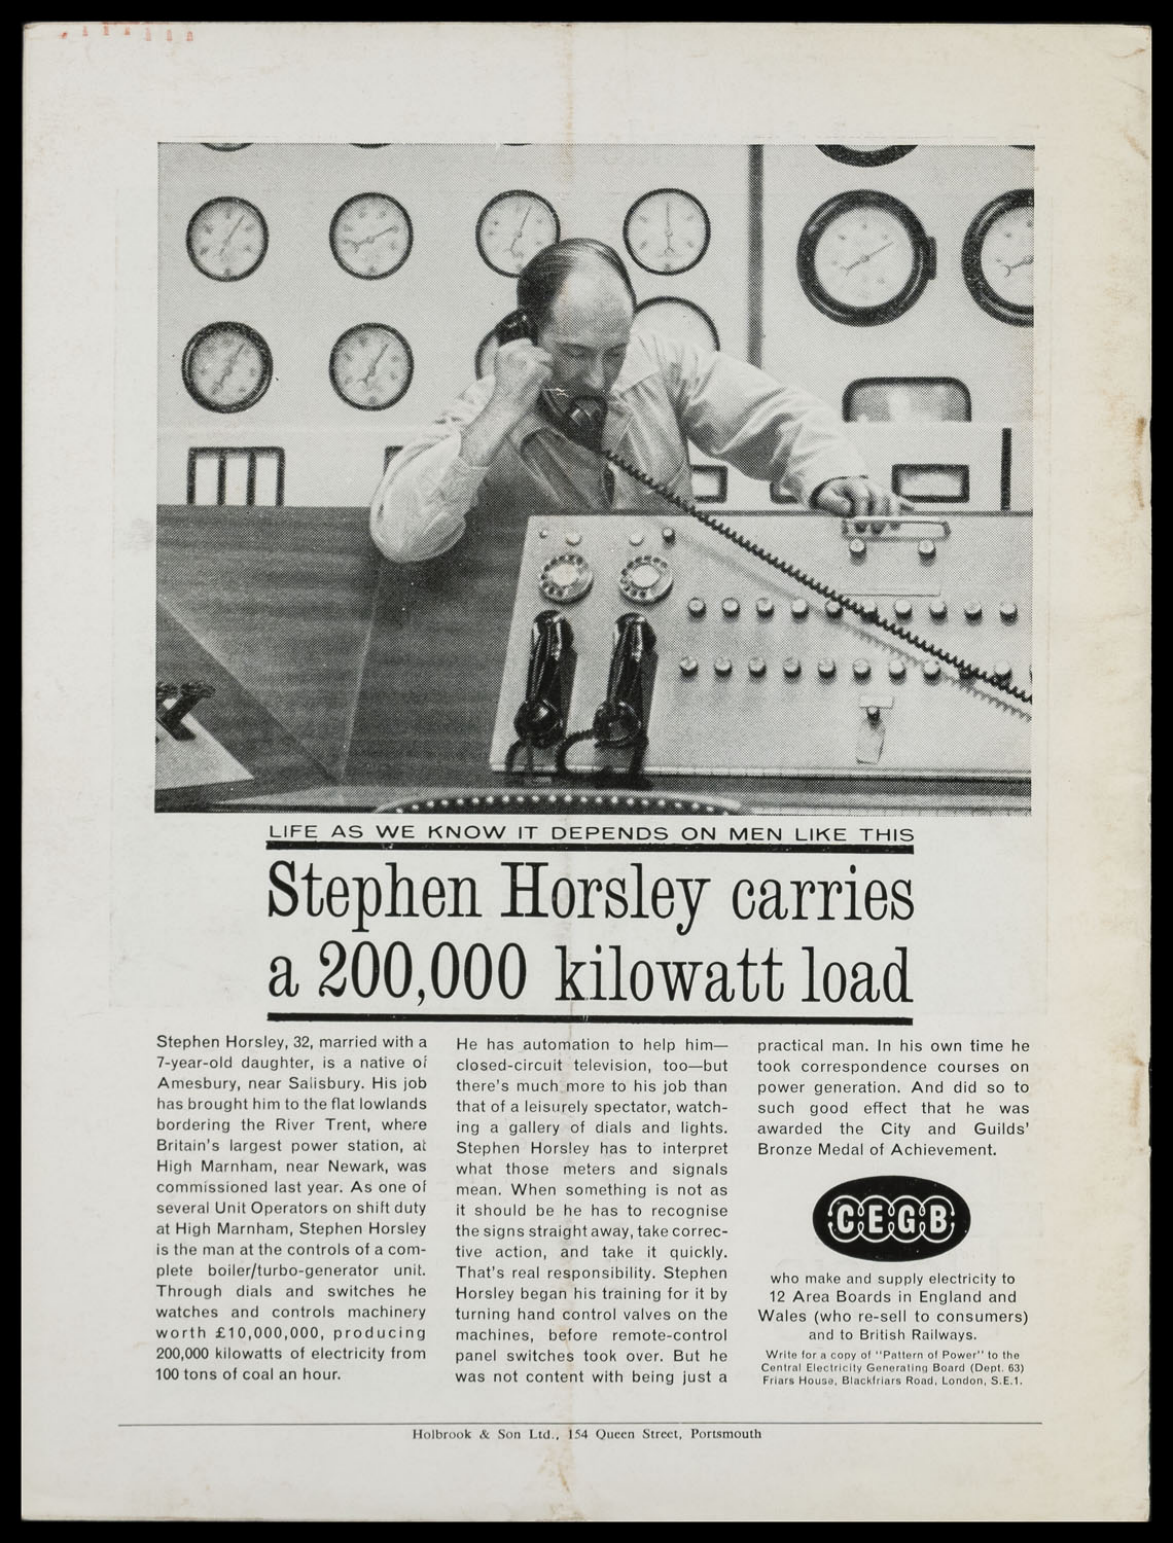 LIFE AS WE KNOW IT DEPENDS ON MEN LIKE THIS
Stephen Horsley carries
a 200,000 kilowatt load
Stephen Horsley, 32, married with a
7-year-old daughter, is a native of
Amesbury, near Salisbury. His job
has brought him to the flat lowlands
bordering the River Trent, where
Britain's largest power station, at
High Marnham, near Newark, was
commissioned last year. As one of
several Unit Operators on shift duty
at High Marnham, Stephen Horsley
is the man at the controls of a com-
plete boiler/turbo-generator unit.
Through dials and switches he
watches and controls machinery
worth £10,000,000, producing
200,000 kilowatts of electricity from
100 tons of coal an hour.
He has automation to help him—
closed-circuit television, too—but
there's much more to his job than
that of a leisurely spectator, watch-
ing a gallery of dials and lights.
Stephen Horsley has to interpret
what those meters and signals
mean. When something is not as
it should be he has to recognise
the signs straight away, take correc-
tive action, and take it quickly.
That's real responsibility. Stephen
Horsley began his training for it by
turning hand control valves on the
machines, before remote-control
panel switches took over. But he
was not content with being just a
practical man. In his own time he
took correspondence courses on
power generation. And did so to
such good effect that he was
awarded the City and Guilds'
Bronze Medal of Achievement.
CEGB
who make and supply electricity to
12 Area Boards in England and
Wales (who re-sell to consumers)
and to British Railways.
Write for a copy of "Pattern of Power" to the
Central Electricity Generating Board (Dept. 63)
Friars House, Blackfriars Road, London, S.E.1.
Holbrook & Son Ltd., 154 Queen Street, Portsmouth